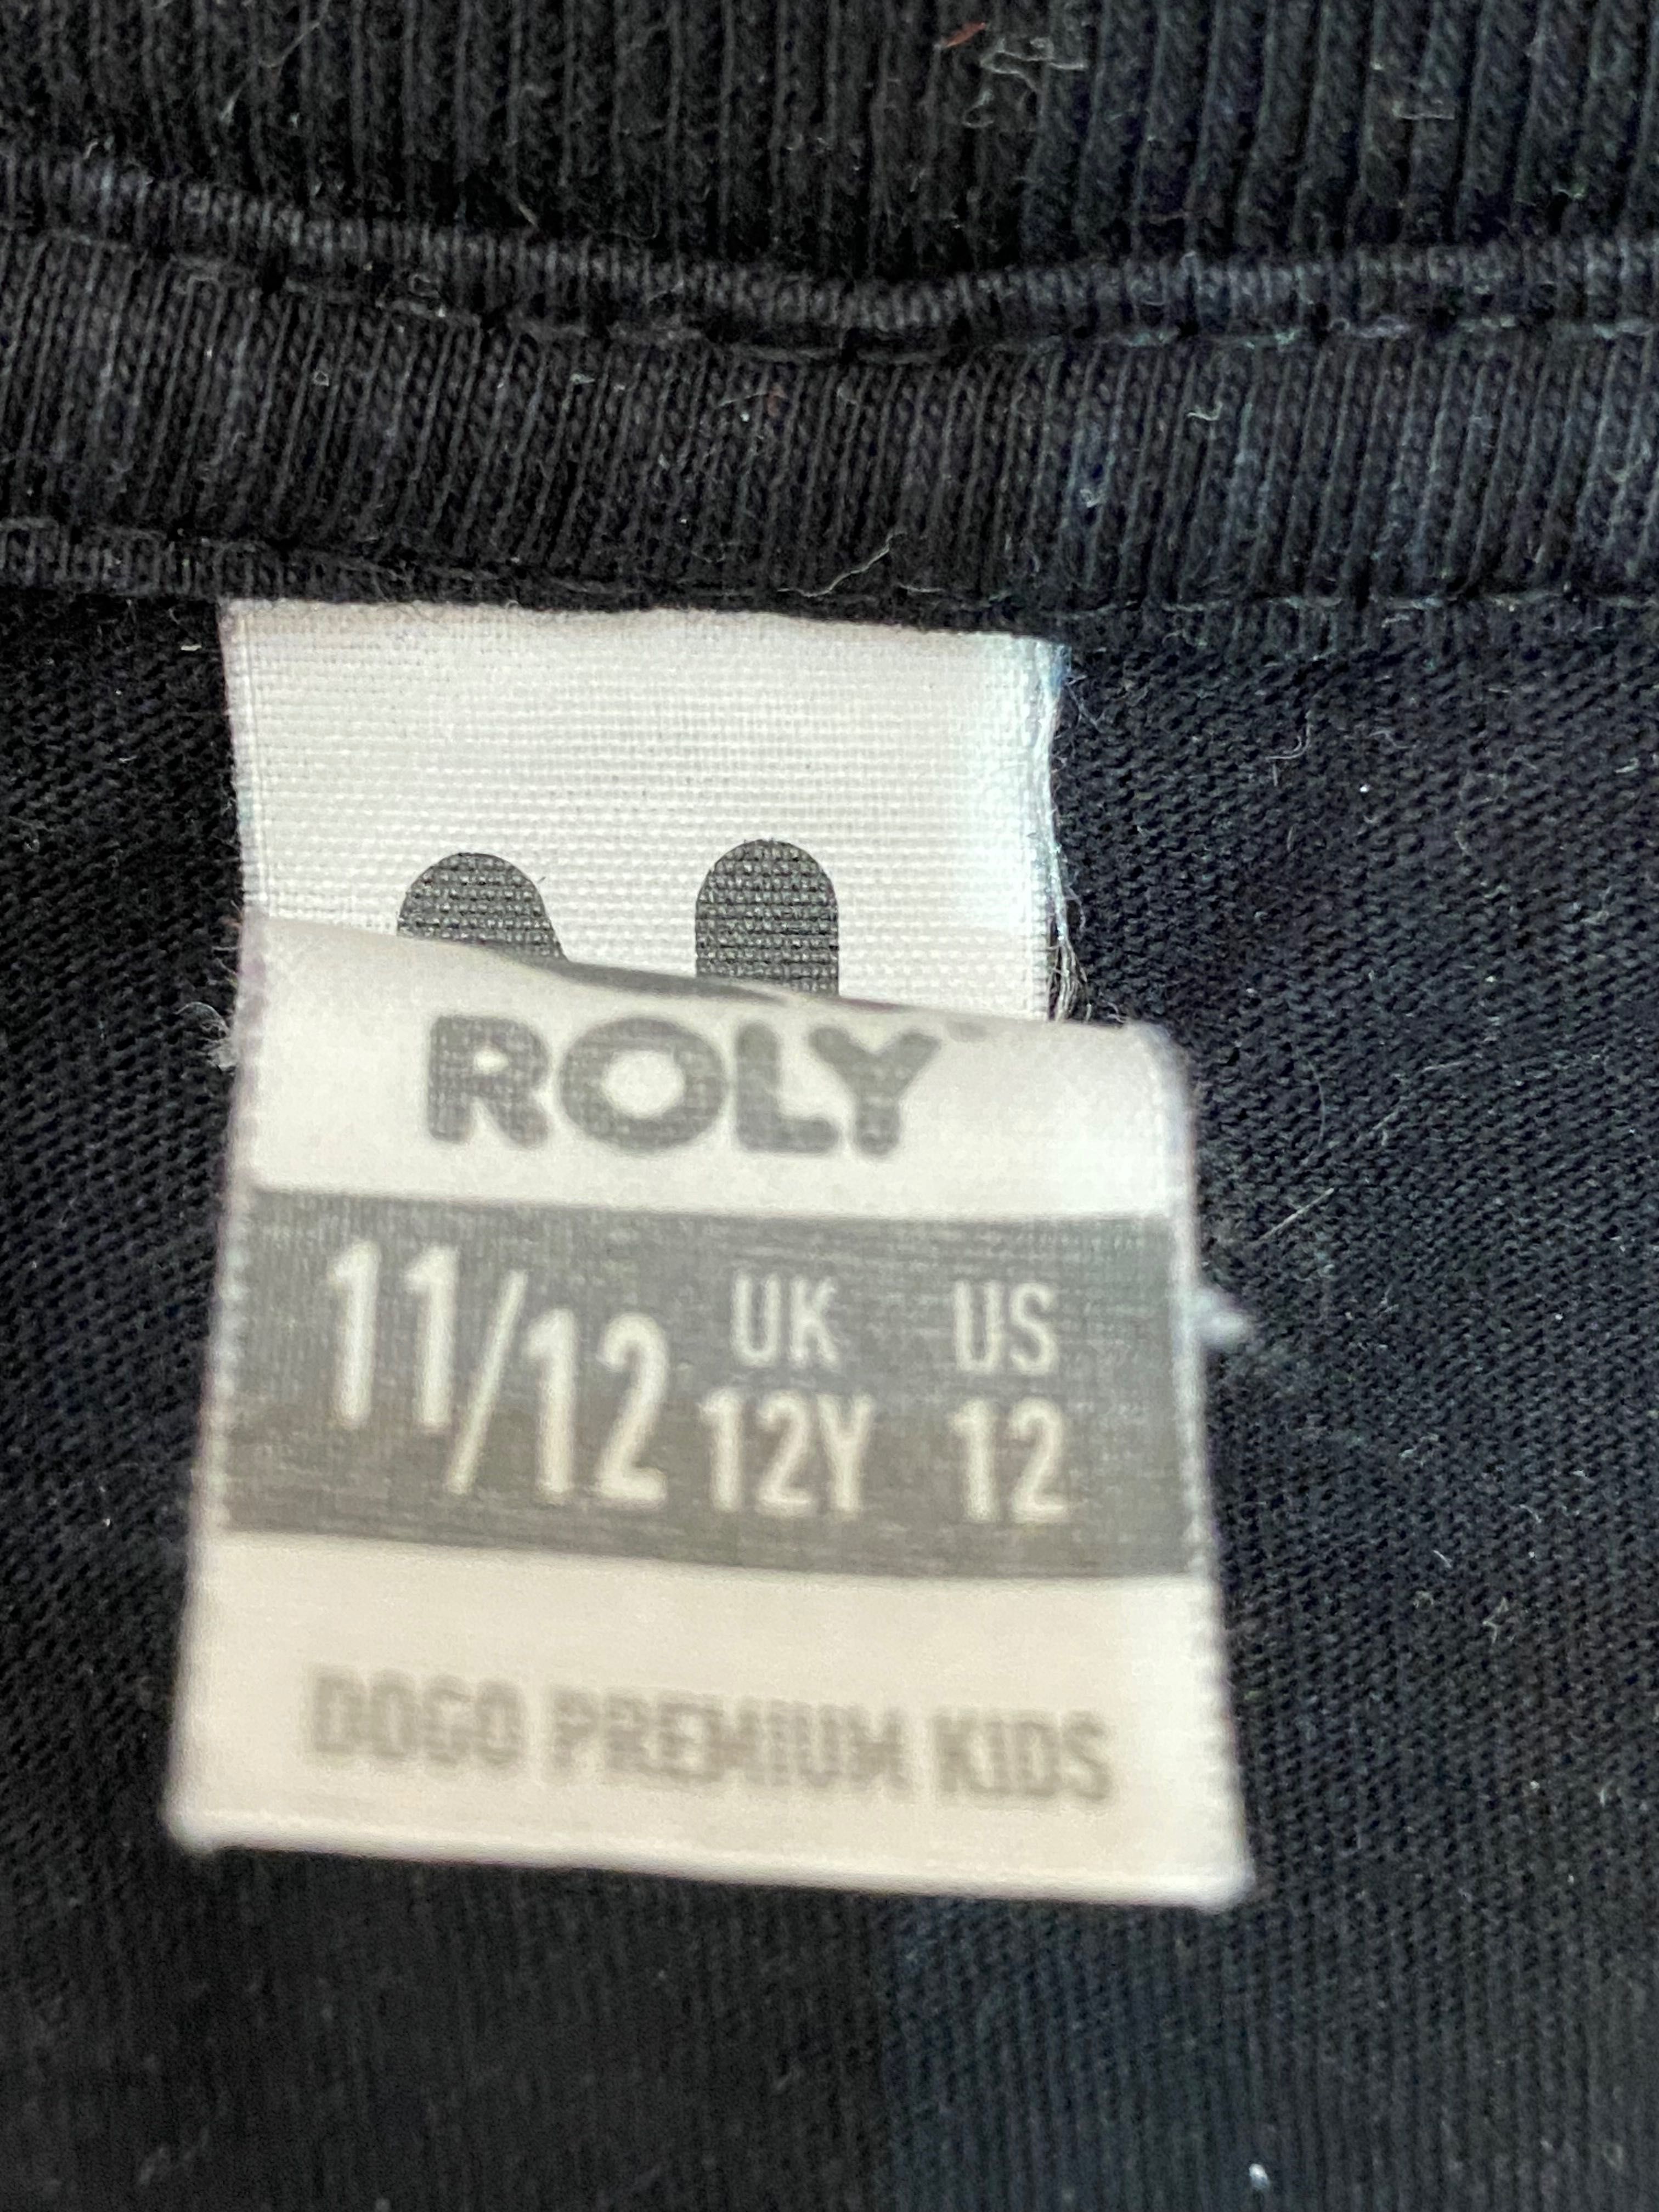 ROLY
11/12 UK 12Y US 12
DOGO PREMIUM KIDS